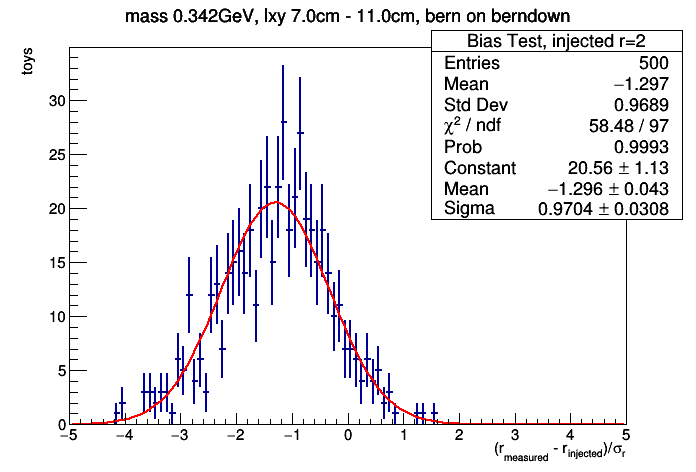 mass 0.342GeV, lxy 7.0cm - 11.0cm, bern on berndown
Bias Test, injected r=2
Entries 500
Mean −1.297
Std Dev 0.9689
χ² / ndf 58.48 / 97
Prob 0.9993
Constant 20.56 ± 1.13
Mean −1.296 ± 0.043
Sigma 0.9704 ± 0.0308
toys
30
25
20
15
10
5
0
−5 −4 −3 −2 −1 0 1 2 3 4 5
(r_measured - r_injected)/σ_r